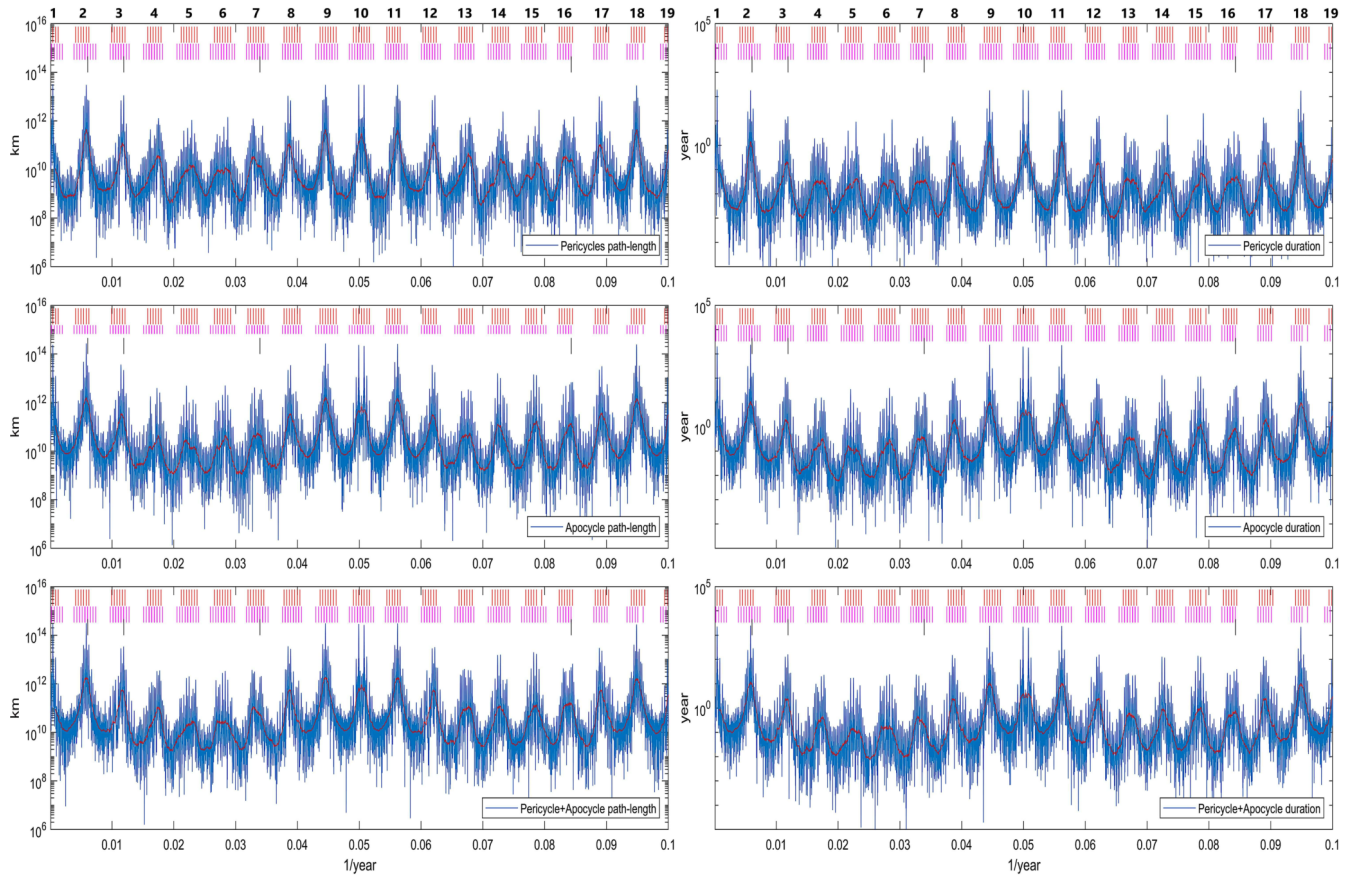 1 2 3 4 5 6 7 8 9 10 11 12 13 14 15 16 17 18 19
10^16
10^14
10^12
10^10
10^8
10^6
km
Pericycles path-length
0.01 0.02 0.03 0.04 0.05 0.06 0.07 0.08 0.09 0.1
1 2 3 4 5 6 7 8 9 10 11 12 13 14 15 16 17 18 19
10^5
10^0
year
Pericycle duration
0.01 0.02 0.03 0.04 0.05 0.06 0.07 0.08 0.09 0.1
10^16
10^14
10^12
10^10
10^8
10^6
km
Apocycle path-length
0.01 0.02 0.03 0.04 0.05 0.06 0.07 0.08 0.09 0.1
10^5
10^0
year
Apocycle duration
0.01 0.02 0.03 0.04 0.05 0.06 0.07 0.08 0.09 0.1
10^16
10^14
10^12
10^10
10^8
10^6
km
Pericycle+Apocycle path-length
0.01 0.02 0.03 0.04 0.05 0.06 0.07 0.08 0.09 0.1
1/year
10^5
10^0
year
Pericycle+Apocycle duration
0.01 0.02 0.03 0.04 0.05 0.06 0.07 0.08 0.09 0.1
1/year